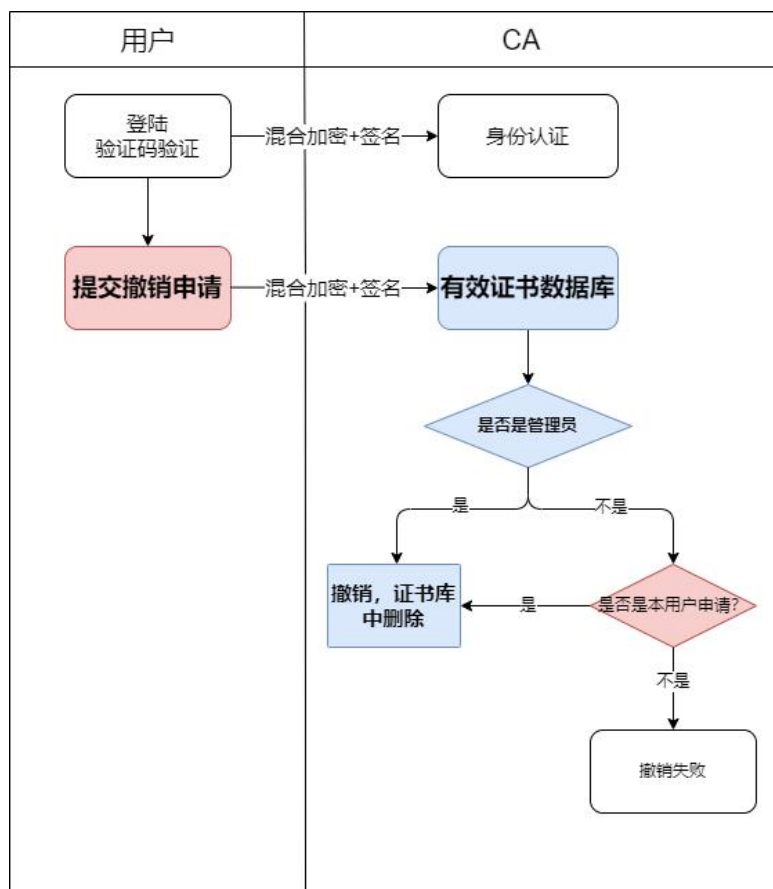 用户
CA
登陆
验证码验证
混合加密+签名
身份认证
提交撤销申请
混合加密+签名
有效证书数据库
是否是管理员
是
不是
撤销，证书库
中删除
是
是否是本用户申请?
不是
撤销失败